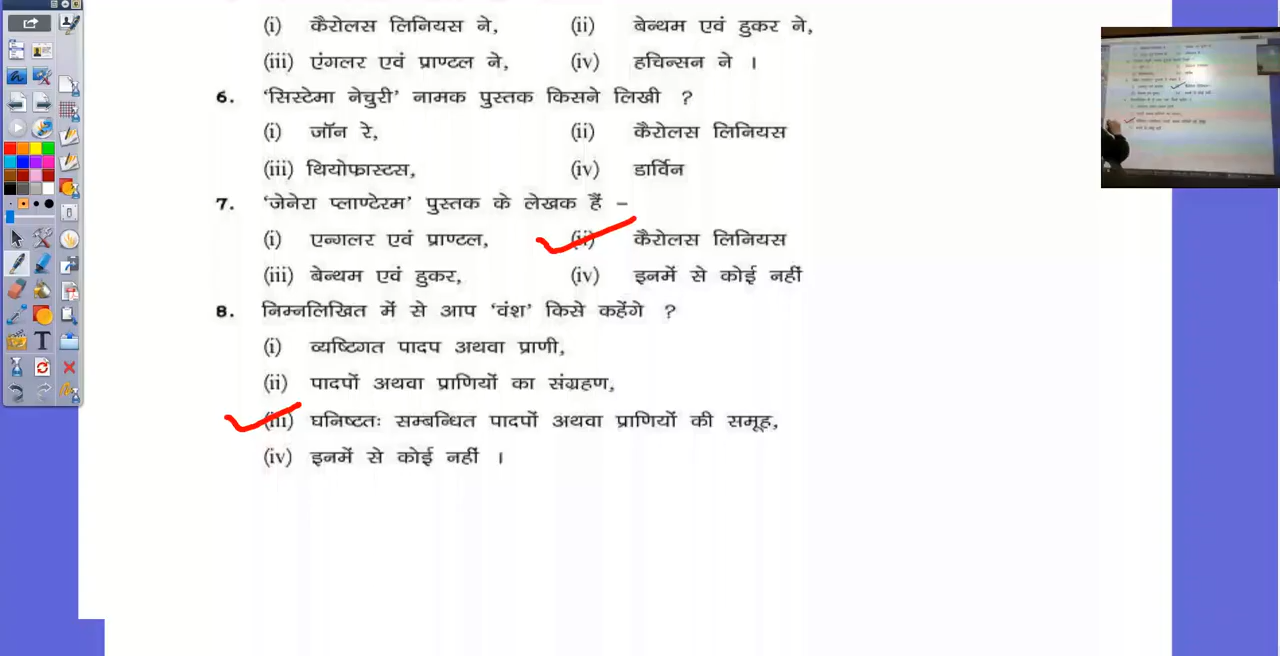 (i) कैरोलस लिनियस ने, (ii) बेन्थम एवं हुकर ने,
(iii) एंगलर एवं प्राण्टल ने, (iv) हचिन्सन ने ।
6. ‘सिस्टेमा नेचुरी’ नामक पुस्तक किसने लिखी ?
(i) जॉन रे, (ii) कैरोलस लिनियस
(iii) थियोफ्रास्टस, (iv) डार्विन
7. ‘जेनेरा प्लाण्टेरम’ पुस्तक के लेखक हैं –
(i) एन्गलर एवं प्राण्टल, (ii) कैरोलस लिनियस
(iii) बेन्थम एवं हुकर, (iv) इनमें से कोई नहीं
8. निम्नलिखित में से आप ‘वंश’ किसे कहेंगे ?
(i) व्यष्टिगत पादप अथवा प्राणी,
(ii) पादपों अथवा प्राणियों का संग्रहण,
(iii) घनिष्टतः सम्बन्धित पादपों अथवा प्राणियों की समूह,
(iv) इनमें से कोई नहीं ।